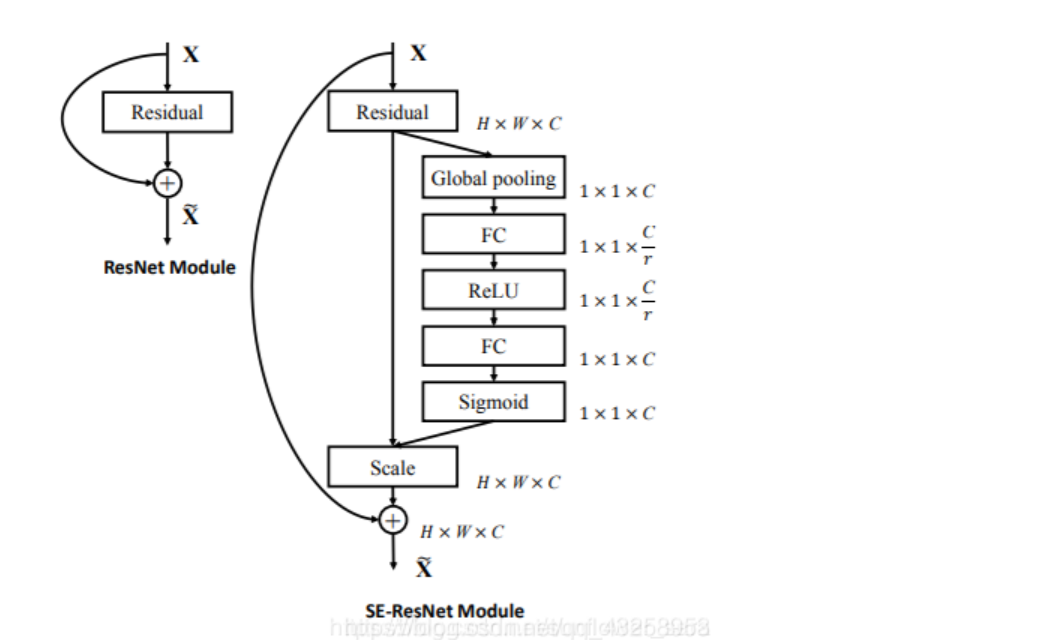 X
Residual
+
X̃
ResNet Module
X
Residual
H × W × C
Global pooling
1 × 1 × C
FC
1 × 1 × C/r
ReLU
1 × 1 × C/r
FC
1 × 1 × C
Sigmoid
1 × 1 × C
Scale
H × W × C
+
H × W × C
X̃
SE-ResNet Module